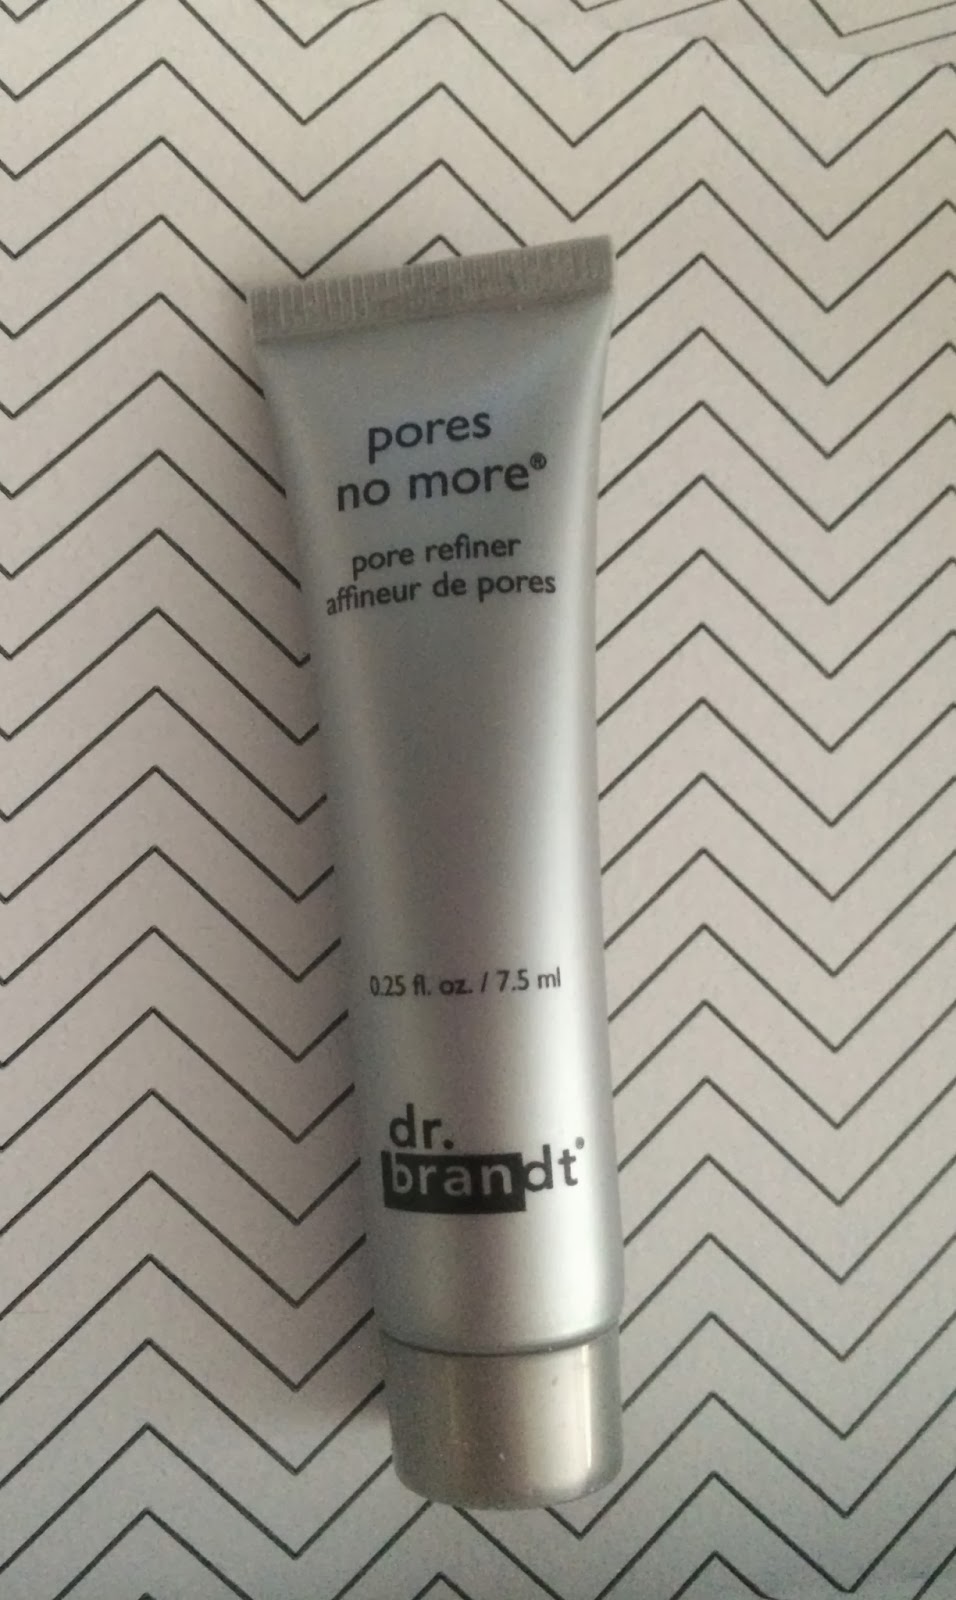 pores
no more®
pore refiner
affineur de pores
0.25 fl. oz. / 7.5 ml
dr.
brandt®